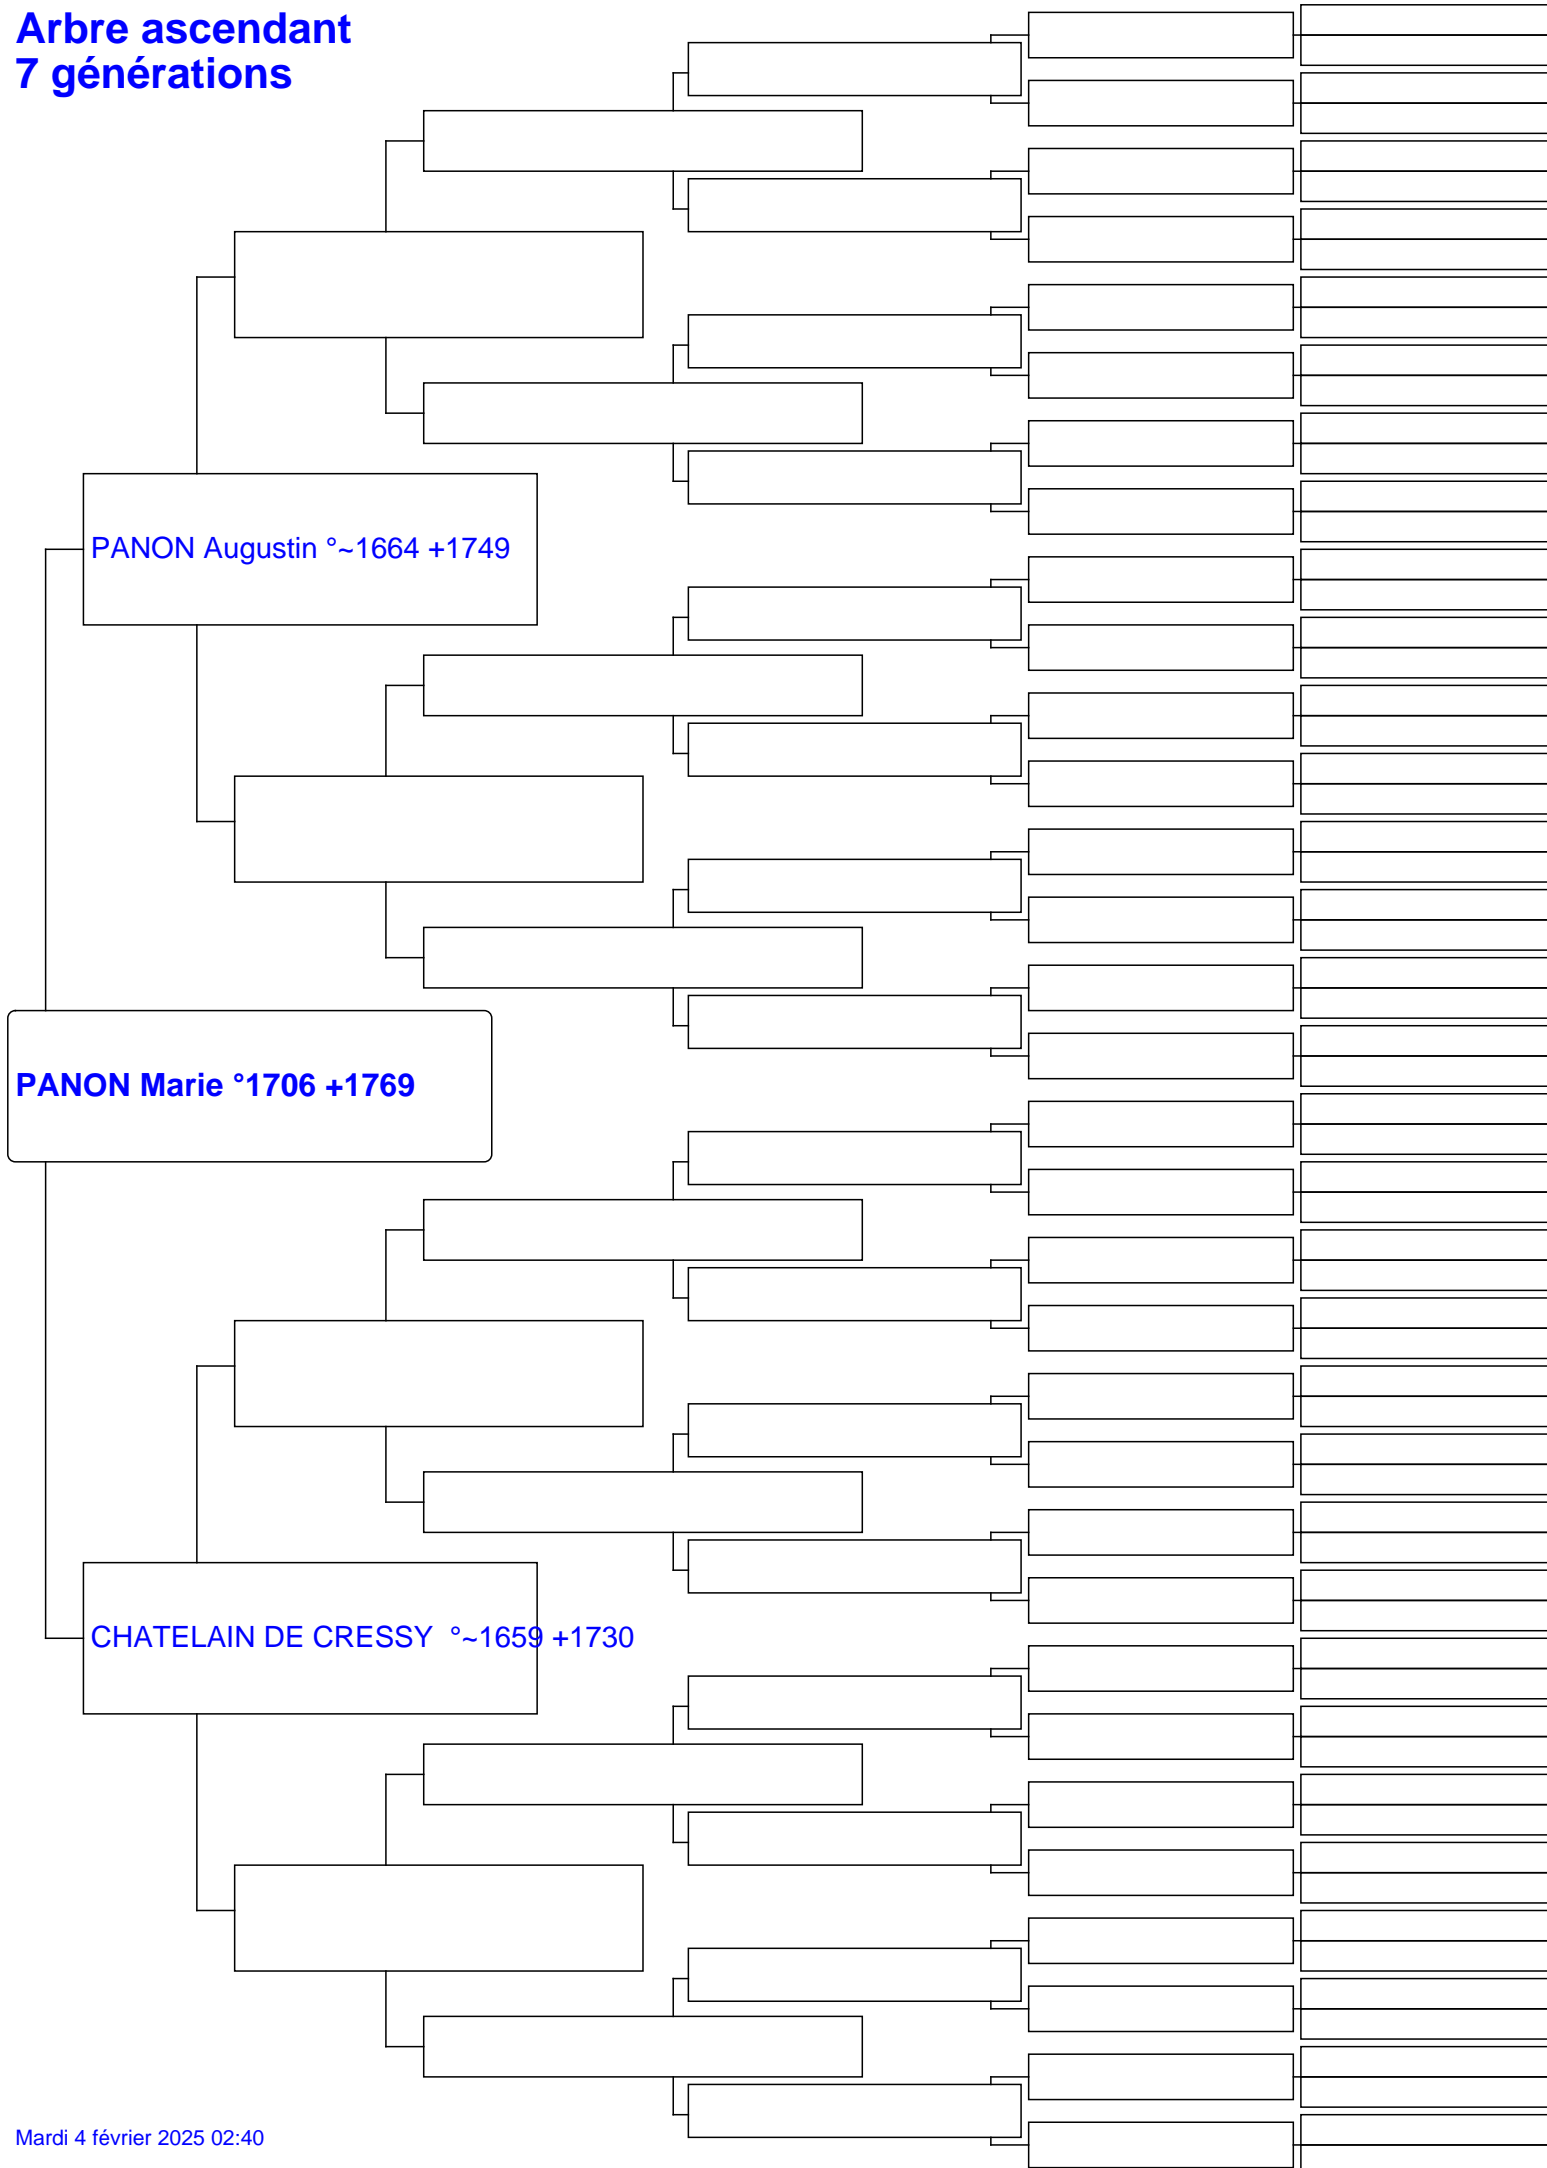 Arbre ascendant
7 générations
PANON Augustin °~1664 +1749
PANON Marie °1706 +1769
CHATELAIN DE CRESSY  °~1659 +1730
Mardi 4 février 2025 02:40